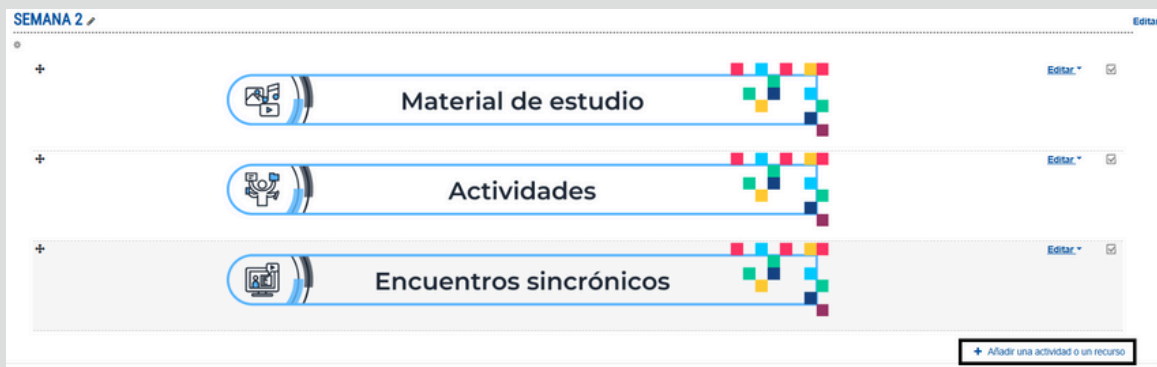 SEMANA 2
Editar
Editar
Material de estudio
Editar
Actividades
Editar
Encuentros sincrónicos
+ Añadir una actividad o un recurso